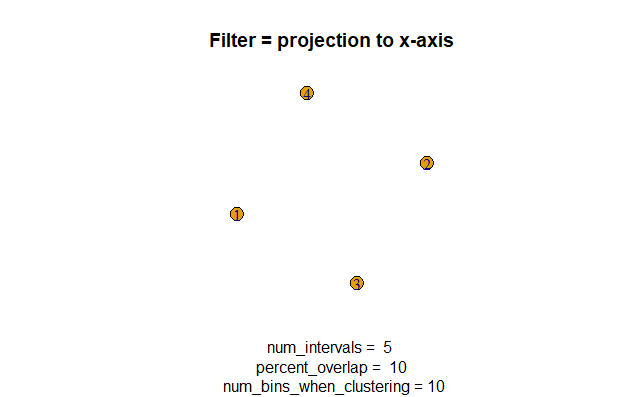 Filter = projection to x-axis
4
2
1
3
num_intervals = 5
percent_overlap = 10
num_bins_when_clustering = 10